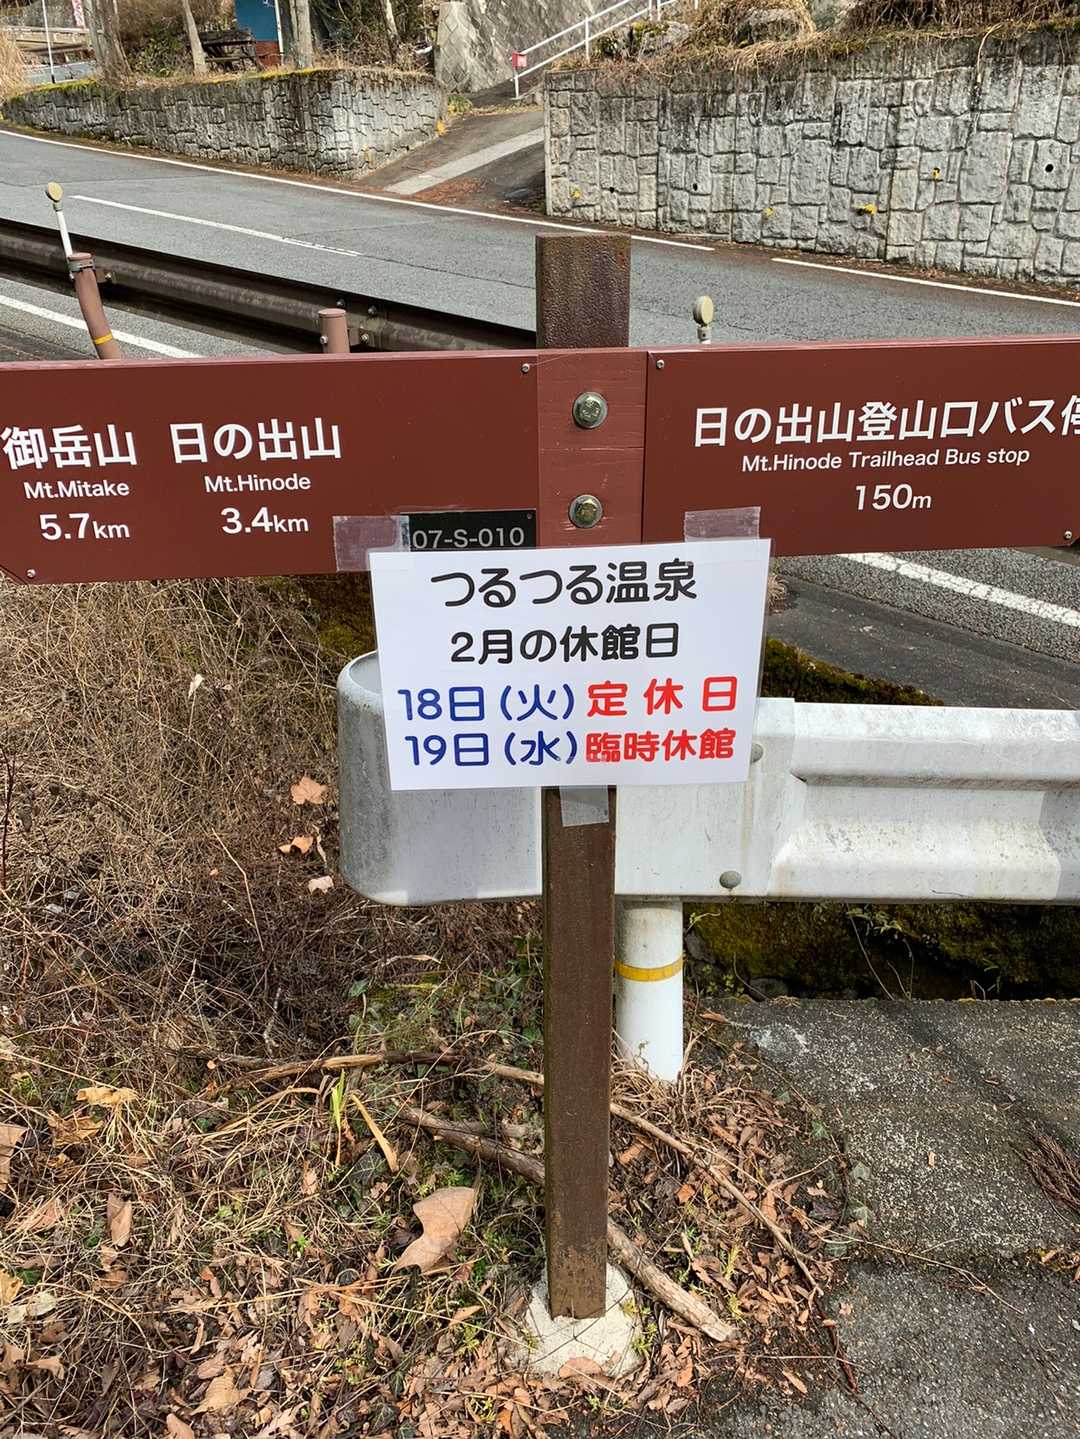 御岳山 日の出山
Mt.Mitake Mt.Hinode
5.7km 3.4km
日の出山登山口バス停
Mt.Hinode Trailhead Bus stop
150m
07-S-010
つるつる温泉
2月の休館日
18日(火)定休日
19日(水)臨時休館